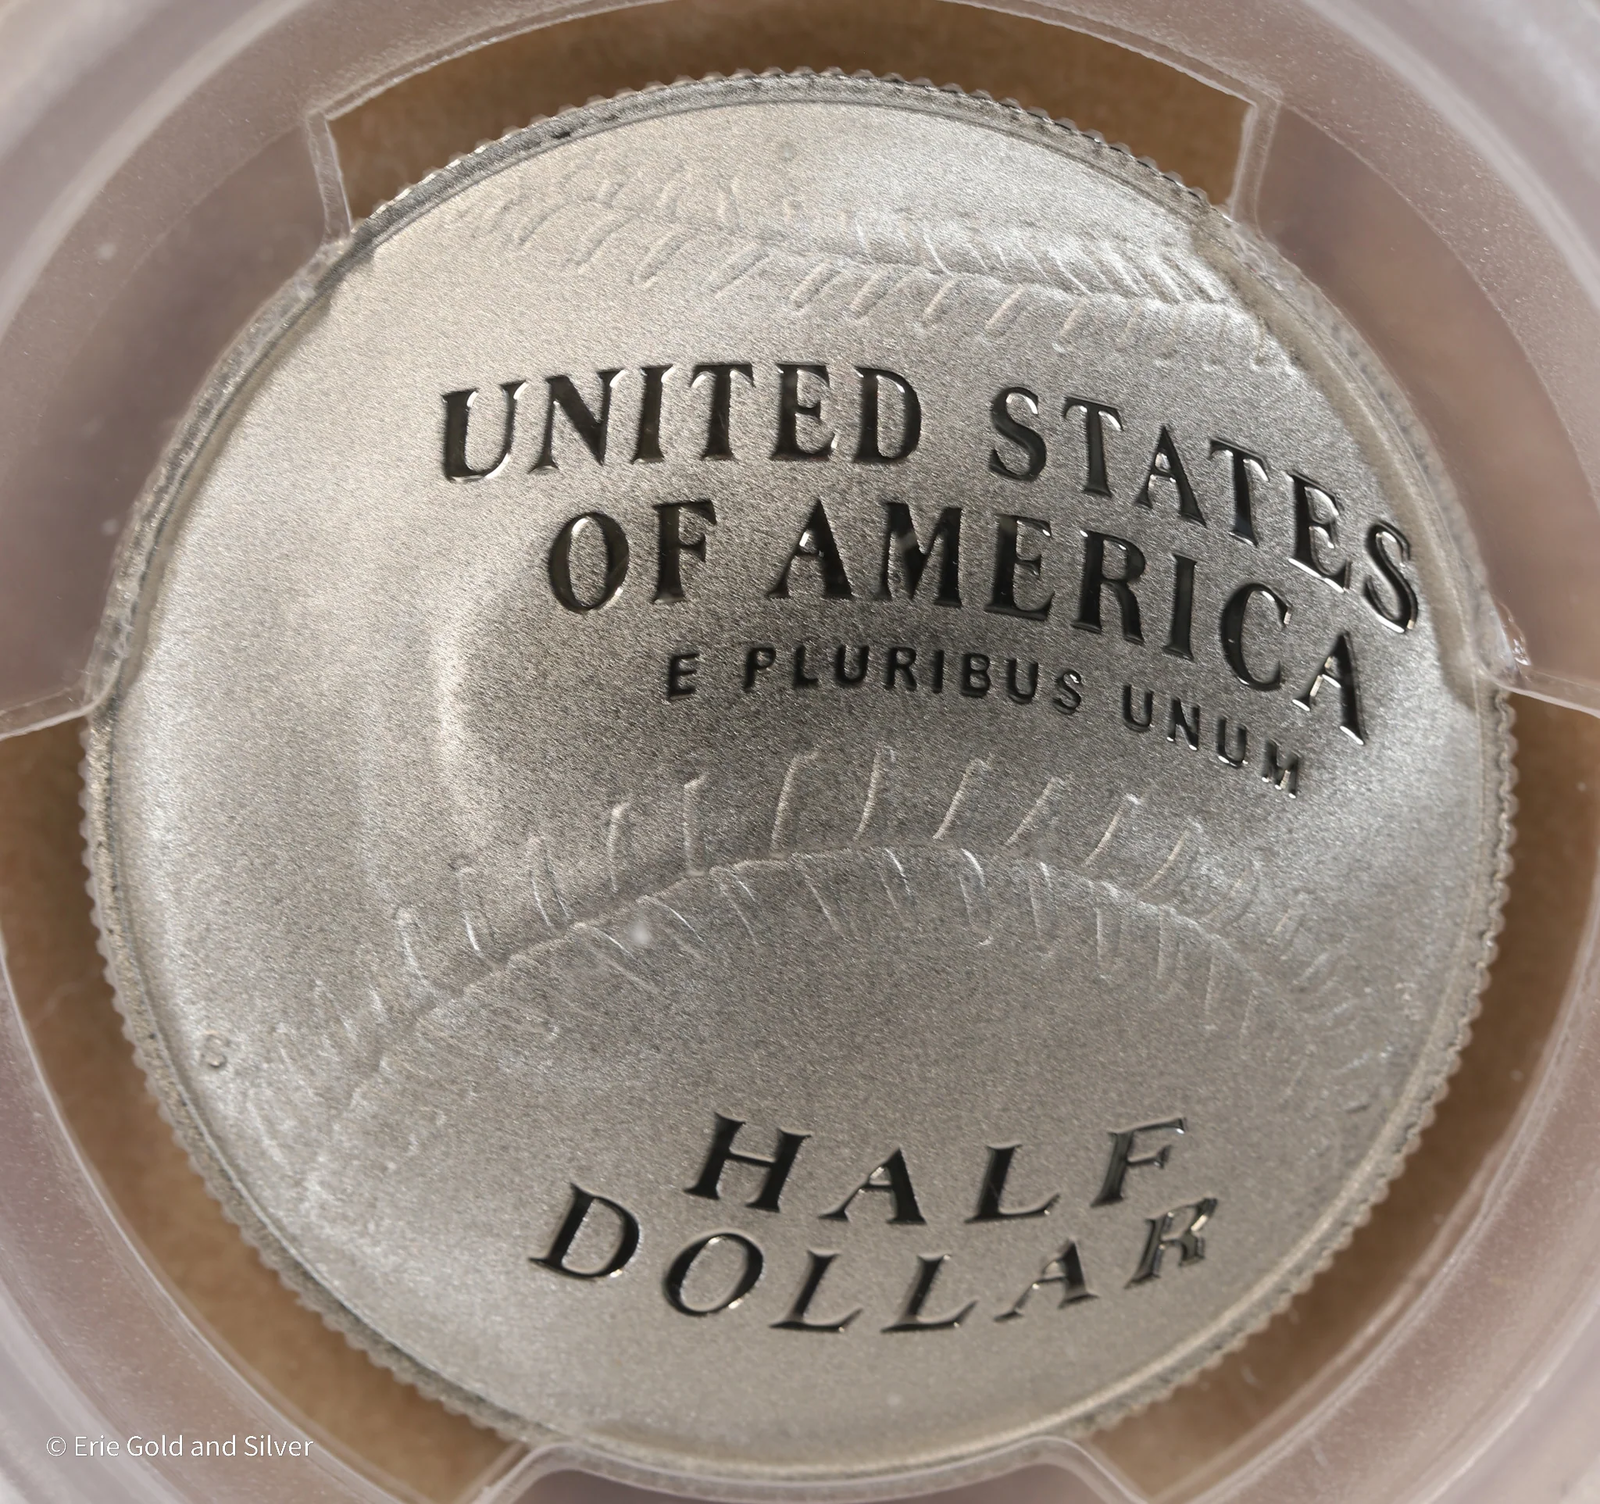 UNITED STATES
OF AMERICA
E PLURIBUS UNUM
S
HALF
DOLLAR
© Erie Gold and Silver